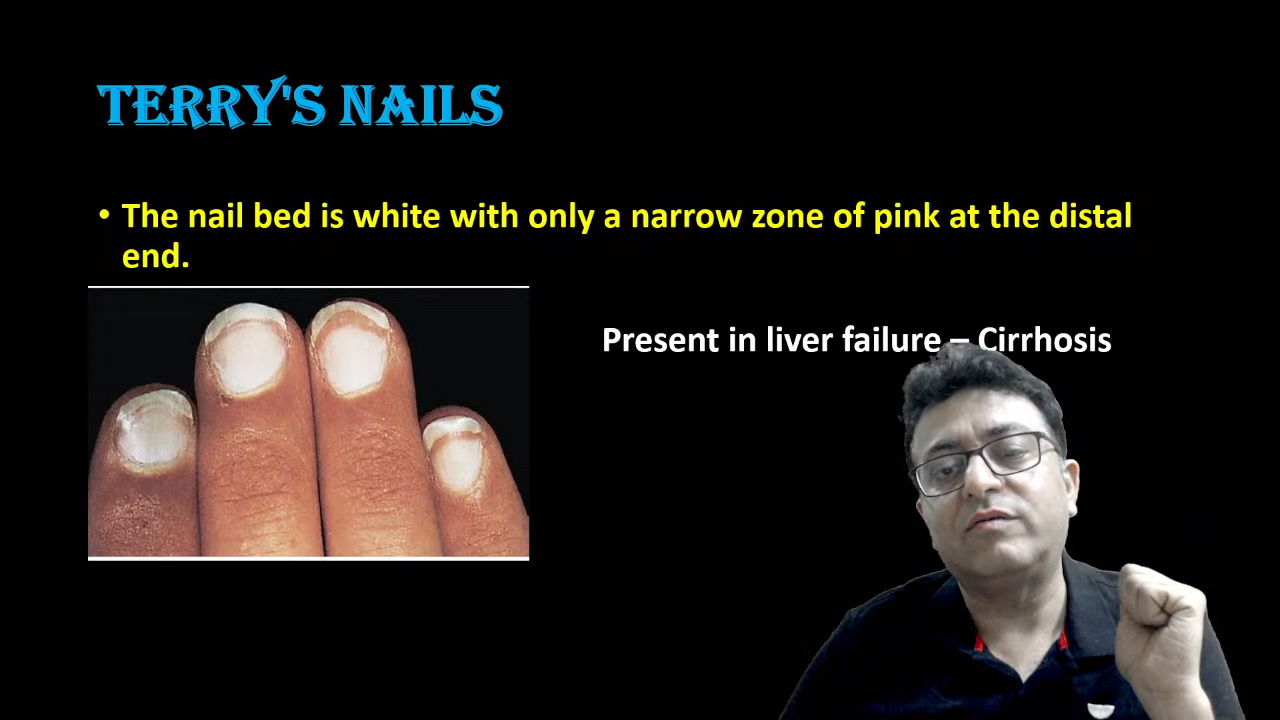 TERRY'S NAILS
• The nail bed is white with only a narrow zone of pink at the distal
end.
Present in liver failure – Cirrhosis